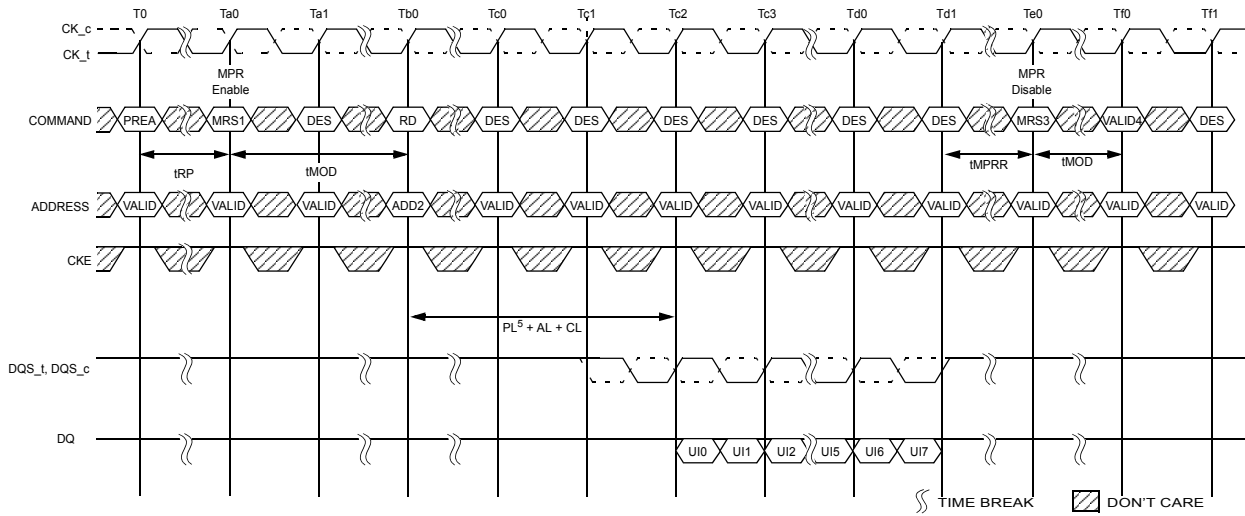 T0 Ta0 Ta1 Tb0 Tc0 Tc1 Tc2 Tc3 Td0 Td1 Te0 Tf0 Tf1
CK_c
CK_t
MPR
Enable
MPR
Disable
COMMAND PREA MRS1 DES RD DES DES DES DES DES DES MRS3 VALID4 DES
tRP tMOD tMPRR tMOD
ADDRESS VALID VALID VALID ADD2 VALID VALID VALID VALID VALID VALID VALID VALID VALID
CKE
PL5 + AL + CL
DQS_t, DQS_c
DQ UI0 UI1 UI2 UI5 UI6 UI7
TIME BREAK DON'T CARE